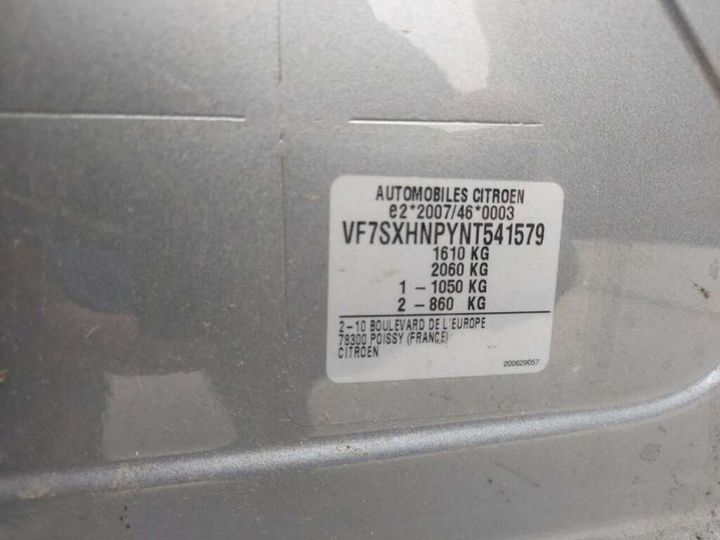 AUTOMOBILES CITROEN
e2*2007/46*0003
VF7SXHNPYNT541579
1610 KG
2060 KG
1 - 1050 KG
2 - 860 KG
2-10 BOULEVARD DE L'EUROPE
78300 POISSY (FRANCE)
CITROEN
200829057